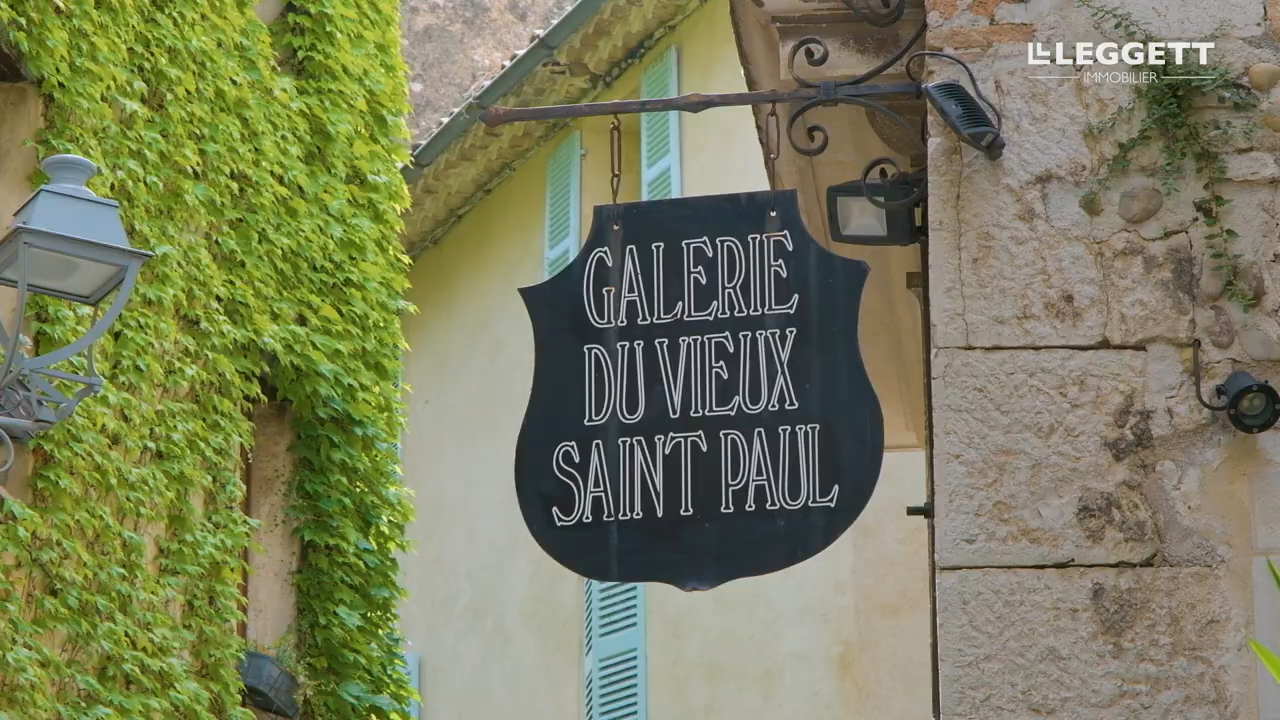 LEGGETT
IMMOBILIER
GALERIE
DU VIEUX
SAINT PAUL